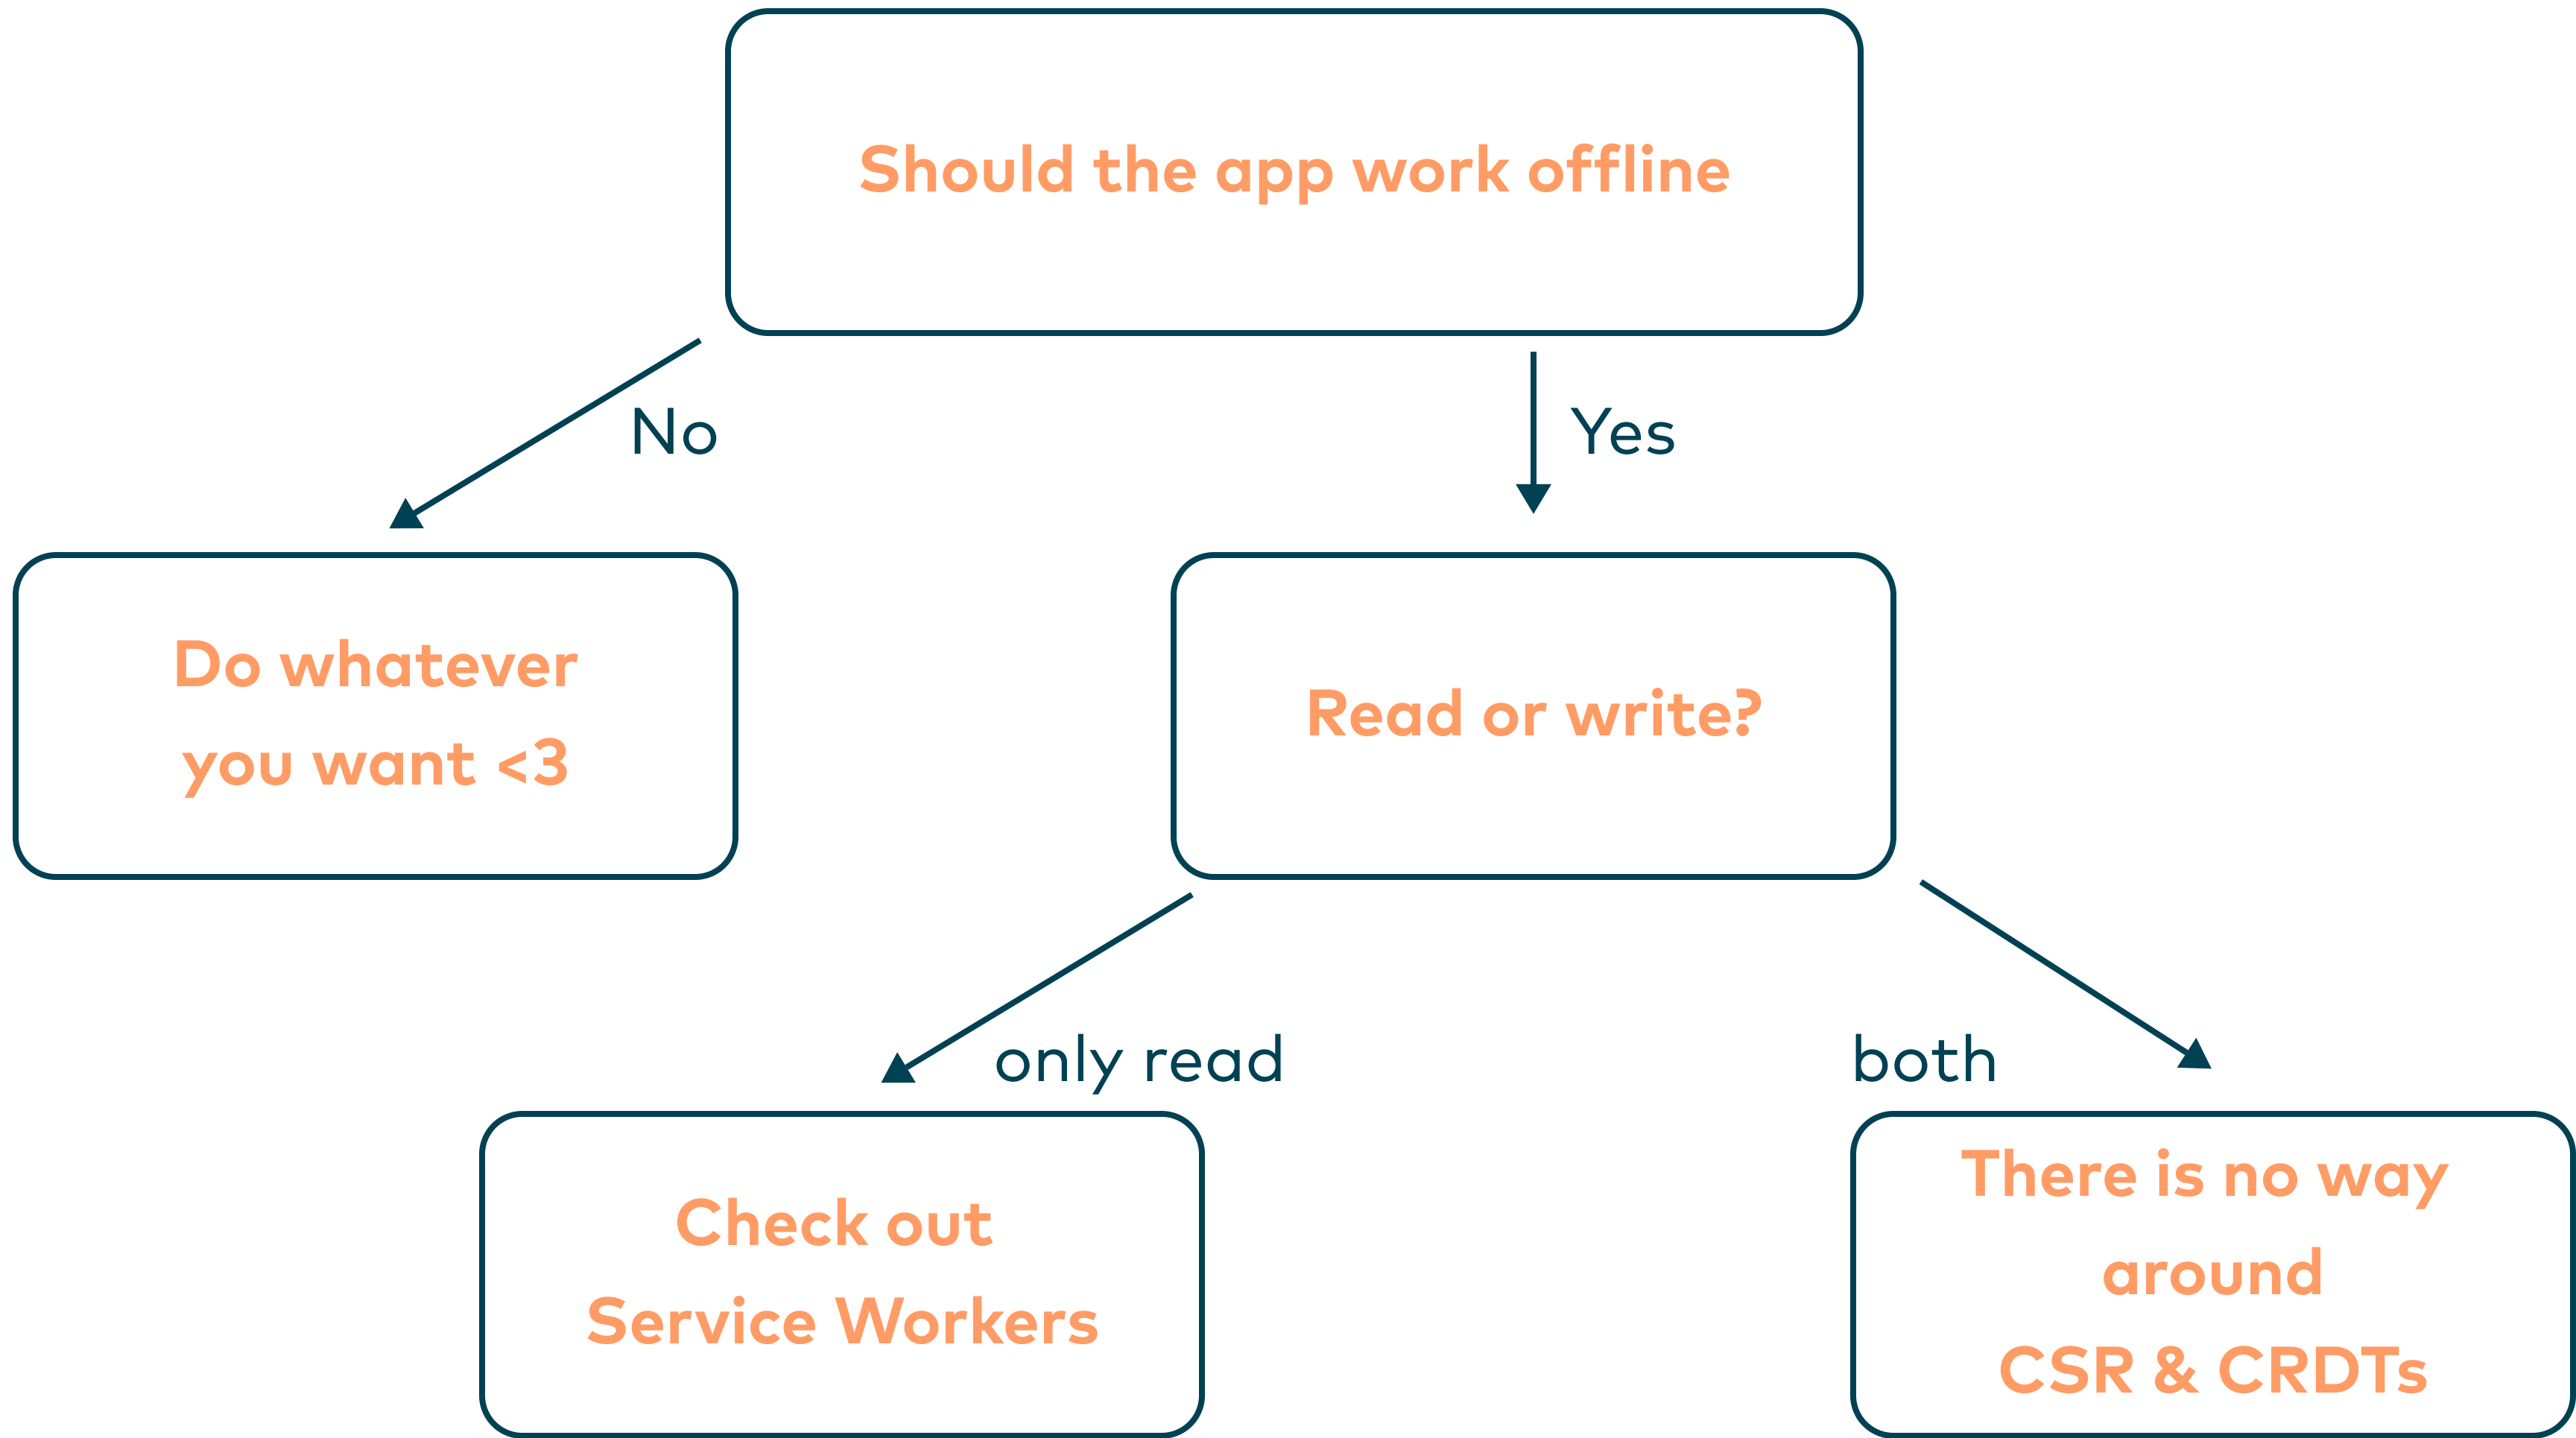 Should the app work offline
No
Yes
Do whatever
you want <3
Read or write?
only read
both
Check out
Service Workers
There is no way
around
CSR & CRDTs